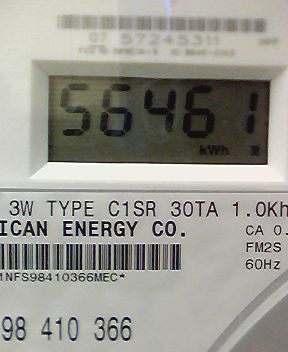 07 57245311
56461
kWh
3W TYPE C1SR 30TA 1.0Kh
ICAN ENERGY CO.
CA 0.
FM2S
60Hz
1NFS98410366MEC*
98 410 366